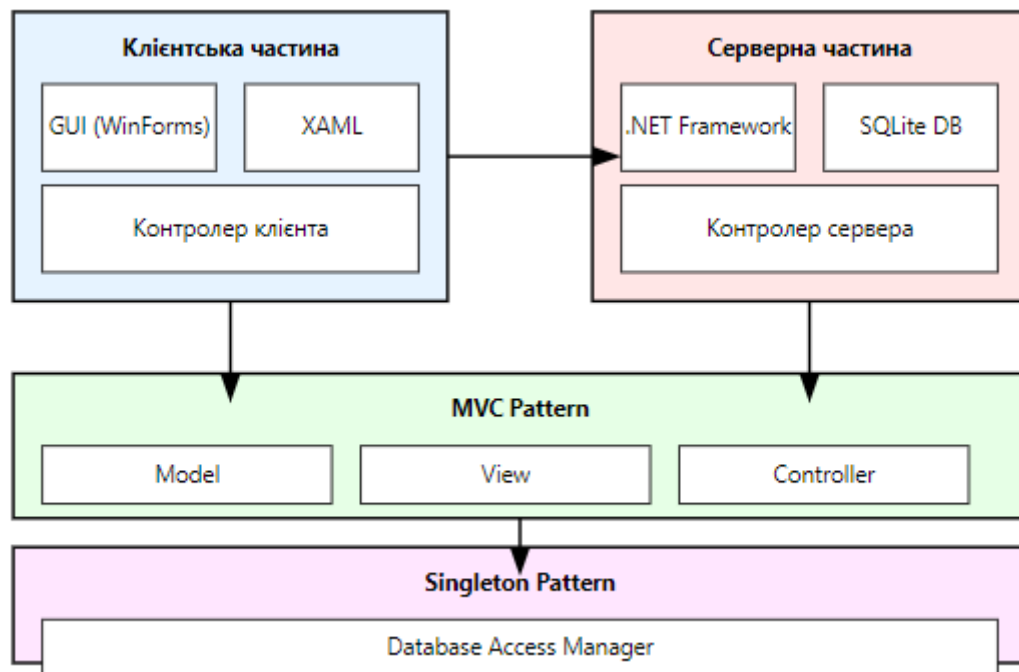 Клієнтська частина
GUI (WinForms)
XAML
Контролер клієнта
Серверна частина
.NET Framework
SQLite DB
Контролер сервера
MVC Pattern
Model
View
Controller
Singleton Pattern
Database Access Manager